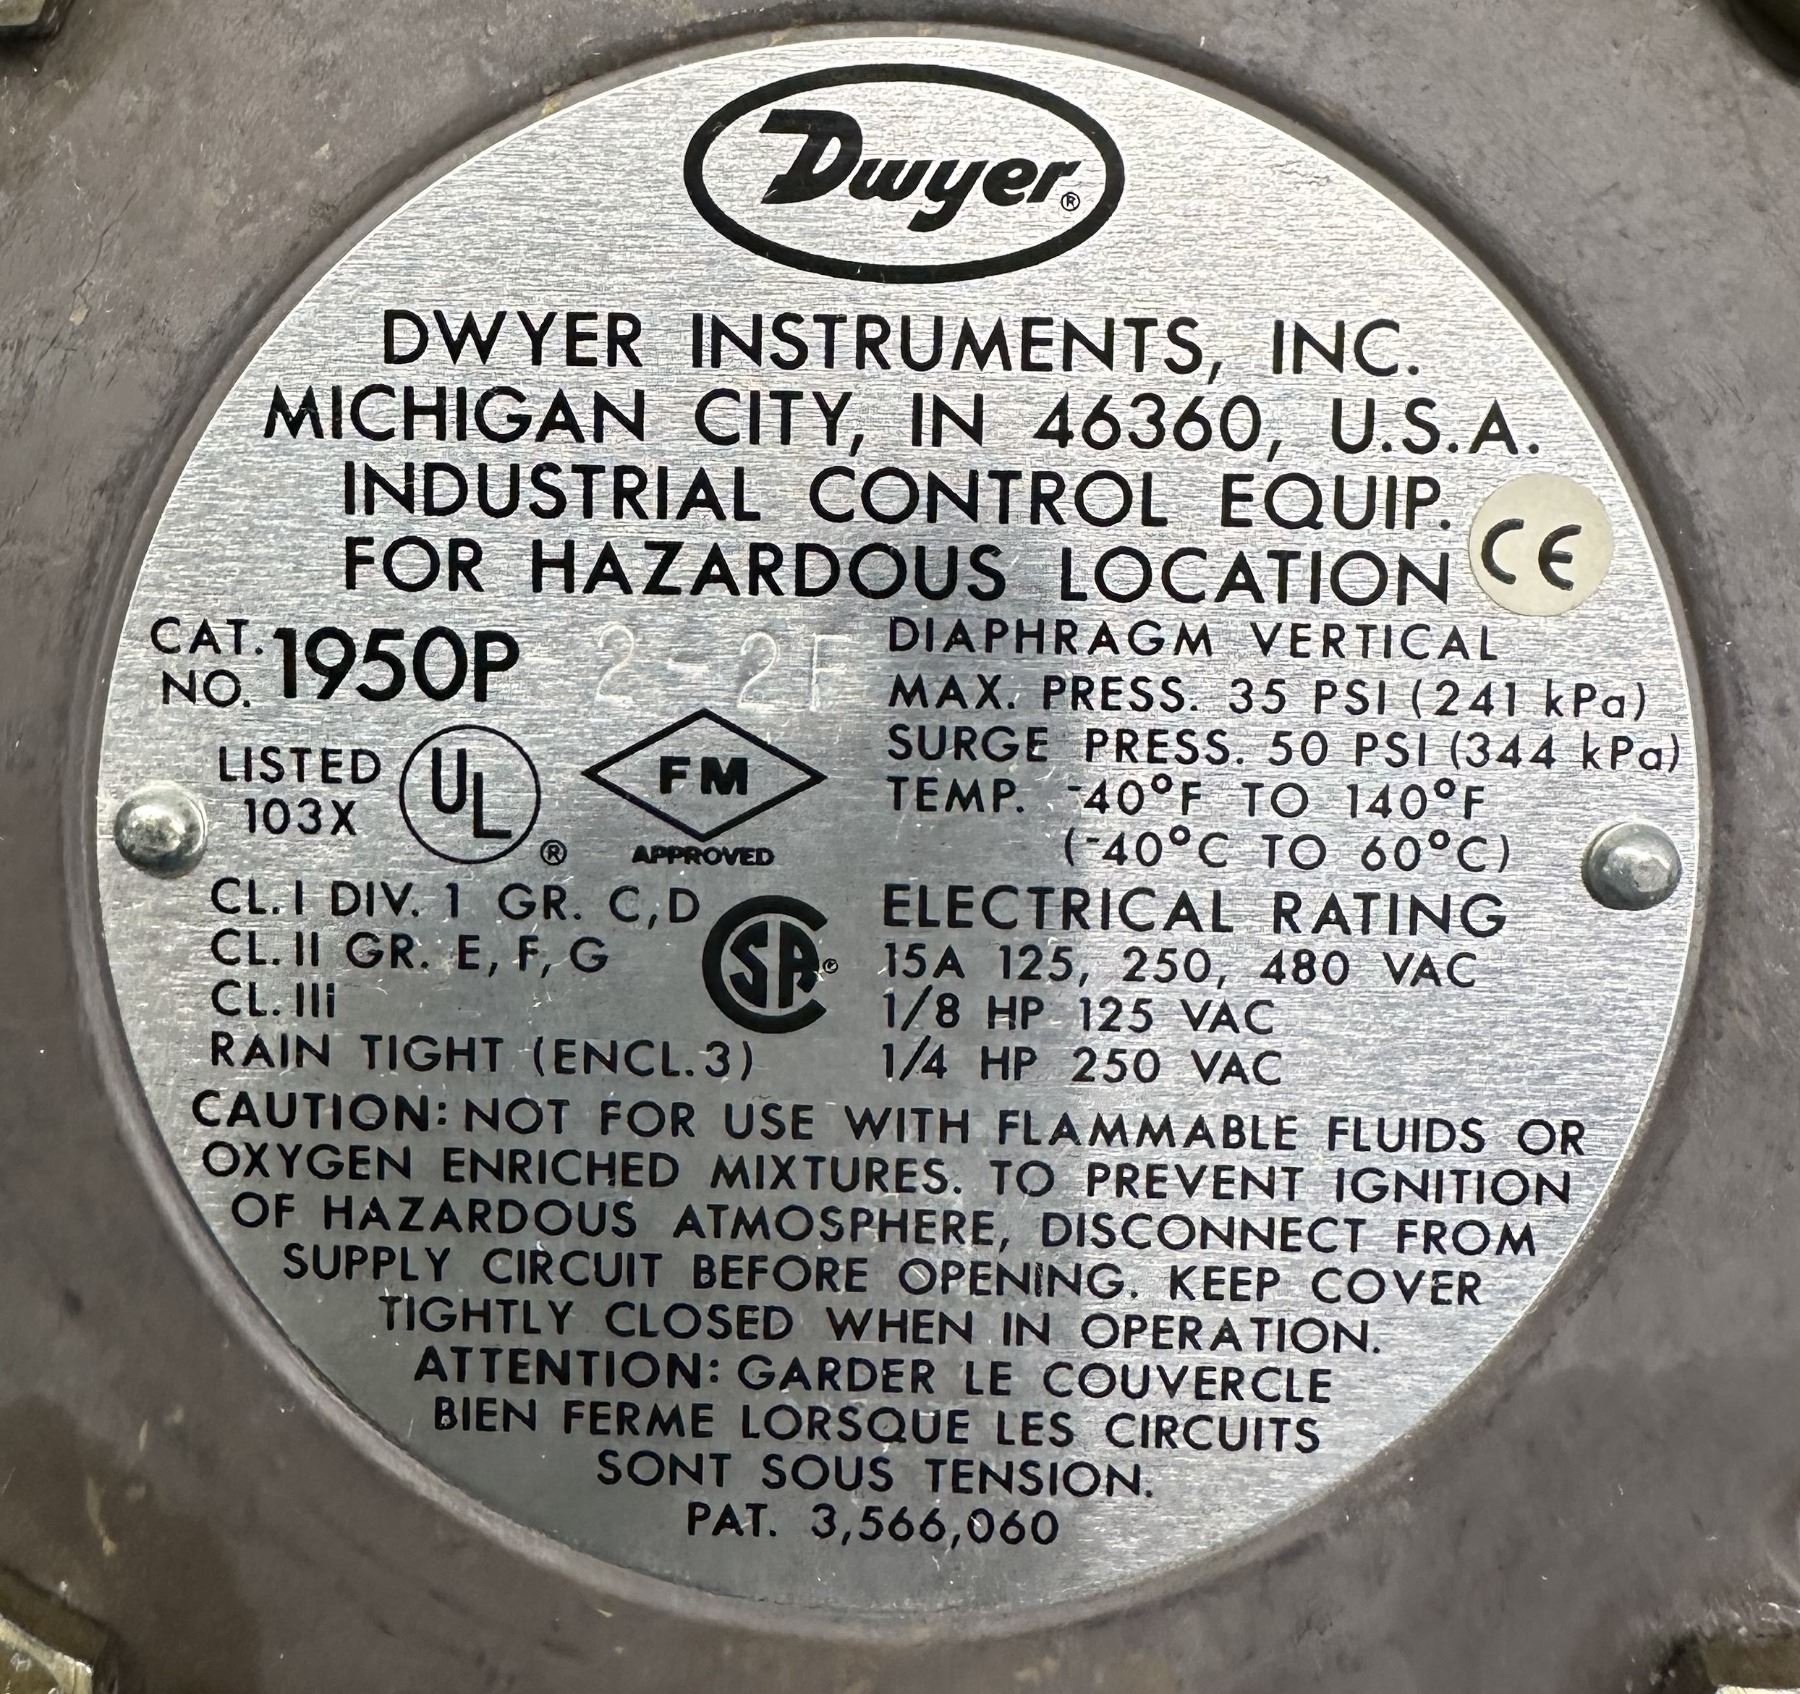 Dwyer®
DWYER INSTRUMENTS, INC.
MICHIGAN CITY, IN 46360, U.S.A.
INDUSTRIAL CONTROL EQUIP.
FOR HAZARDOUS LOCATION
CE
CAT. NO. 1950P 2-2F
LISTED 103X
UL®
FM
APPROVED
CL. I DIV. 1 GR. C,D
CL. II GR. E, F, G
CL. IIi
RAIN TIGHT (ENCL.3)
SA®
DIAPHRAGM VERTICAL
MAX. PRESS. 35 PSI (241 kPa)
SURGE PRESS. 50 PSI (344 kPa)
TEMP. -40°F TO 140°F
(-40°C TO 60°C)
ELECTRICAL RATING
15A 125, 250, 480 VAC
1/8 HP 125 VAC
1/4 HP 250 VAC
CAUTION: NOT FOR USE WITH FLAMMABLE FLUIDS OR
OXYGEN ENRICHED MIXTURES. TO PREVENT IGNITION
OF HAZARDOUS ATMOSPHERE, DISCONNECT FROM
SUPPLY CIRCUIT BEFORE OPENING. KEEP COVER
TIGHTLY CLOSED WHEN IN OPERATION.
ATTENTION: GARDER LE COUVERCLE
BIEN FERME LORSQUE LES CIRCUITS
SONT SOUS TENSION.
PAT. 3,566,060